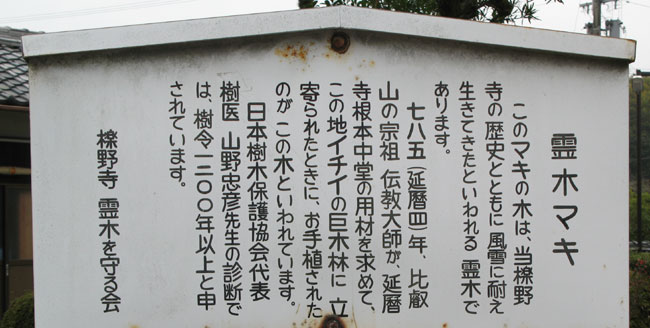 霊木マキ
このマキの木は、当櫟野
寺の歴史とともに風雪に耐え
生きてきたといわれる 霊木で
あります。
七八五(延暦四)年、比叡
山の宗祖 伝教大師が、延暦
寺根本中堂の用材を求めて、
この地イチイの巨木林に 立
寄られたときに、お手植された
のが この木といわれています。
日本樹木保護協会代表
樹医 山野忠彦先生の診断で
は、樹令一二〇〇年以上と申
されています。
櫟野寺 霊木を守る会